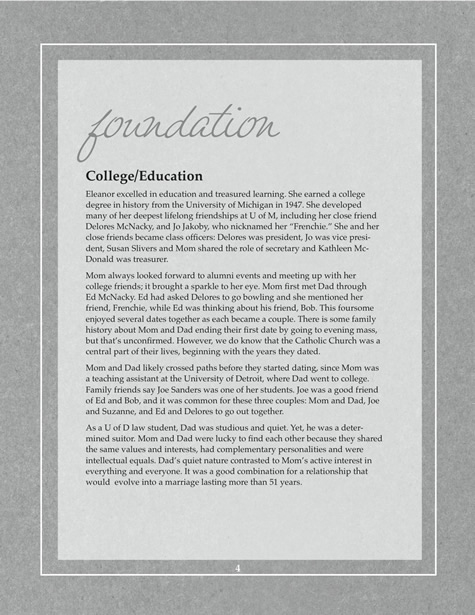 foundation
College/Education
Eleanor excelled in education and treasured learning. She earned a college
degree in history from the University of Michigan in 1947. She developed
many of her deepest lifelong friendships at U of M, including her close friend
Delores McNacky, and Jo Jakoby, who nicknamed her “Frenchie.” She and her
close friends became class officers: Delores was president, Jo was vice presi-
dent, Susan Slivers and Mom shared the role of secretary and Kathleen Mc-
Donald was treasurer.
Mom always looked forward to alumni events and meeting up with her
college friends; it brought a sparkle to her eye. Mom first met Dad through
Ed McNacky. Ed had asked Delores to go bowling and she mentioned her
friend, Frenchie, while Ed was thinking about his friend, Bob. This foursome
enjoyed several dates together as each became a couple. There is some family
history about Mom and Dad ending their first date by going to evening mass,
but that’s unconfirmed. However, we do know that the Catholic Church was a
central part of their lives, beginning with the years they dated.
Mom and Dad likely crossed paths before they started dating, since Mom was
a teaching assistant at the University of Detroit, where Dad went to college.
Family friends say Joe Sanders was one of her students. Joe was a good friend
of Ed and Bob, and it was common for these three couples: Mom and Dad, Joe
and Suzanne, and Ed and Delores to go out together.
As a U of D law student, Dad was studious and quiet. Yet, he was a deter-
mined suitor. Mom and Dad were lucky to find each other because they shared
the same values and interests, had complementary personalities and were
intellectual equals. Dad’s quiet nature contrasted to Mom’s active interest in
everything and everyone. It was a good combination for a relationship that
would evolve into a marriage lasting more than 51 years.
4